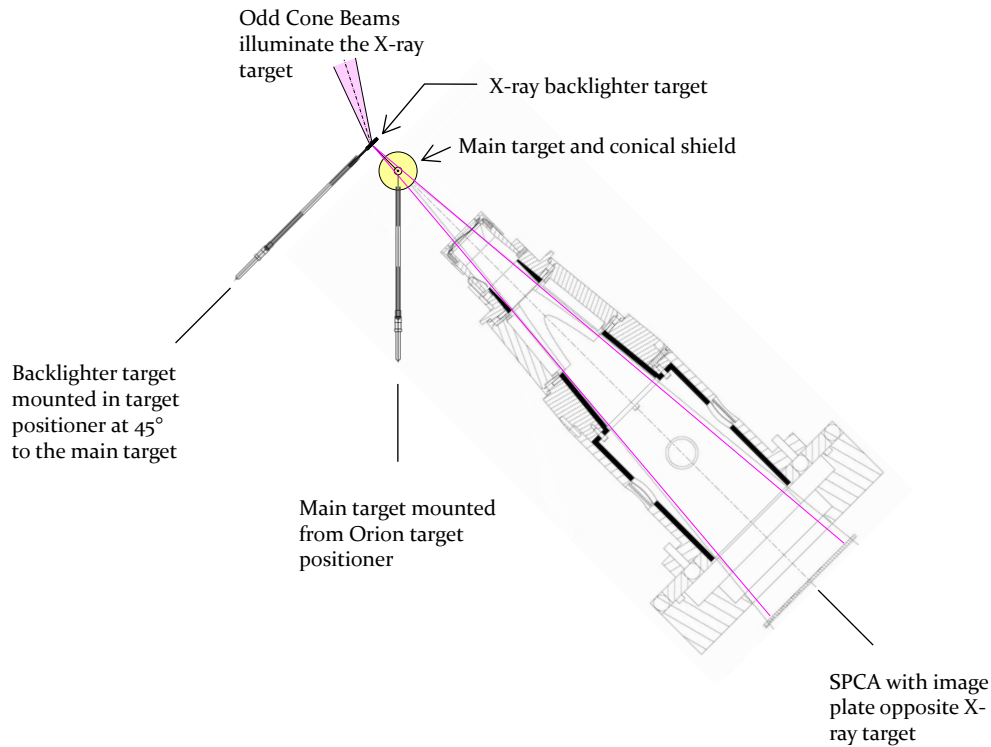 Odd Cone Beams
illuminate the X-ray
target
X-ray backlighter target
Main target and conical shield
Backlighter target
mounted in target
positioner at 45°
to the main target
Main target mounted
from Orion target
positioner
SPCA with image
plate opposite X-
ray target